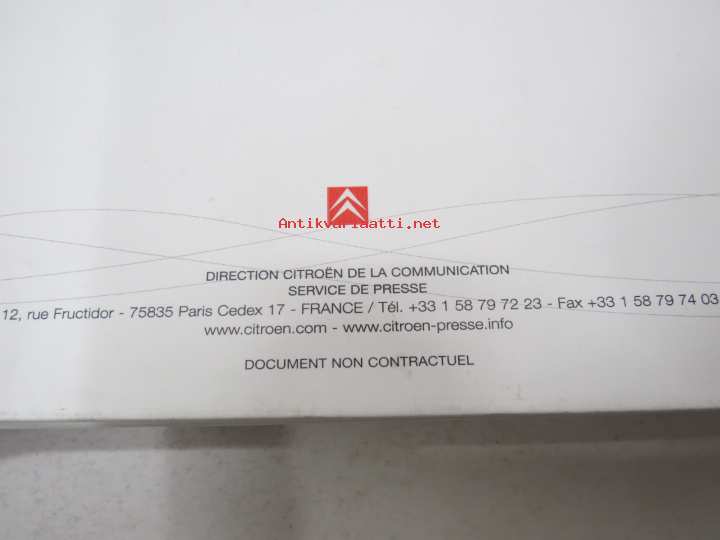 Antikvariaatti.net
DIRECTION CITROËN DE LA COMMUNICATION
SERVICE DE PRESSE
12, rue Fructidor - 75835 Paris Cedex 17 - FRANCE / Tél. +33 1 58 79 72 23 - Fax +33 1 58 79 74 03
www.citroen.com - www.citroen-presse.info
DOCUMENT NON CONTRACTUEL